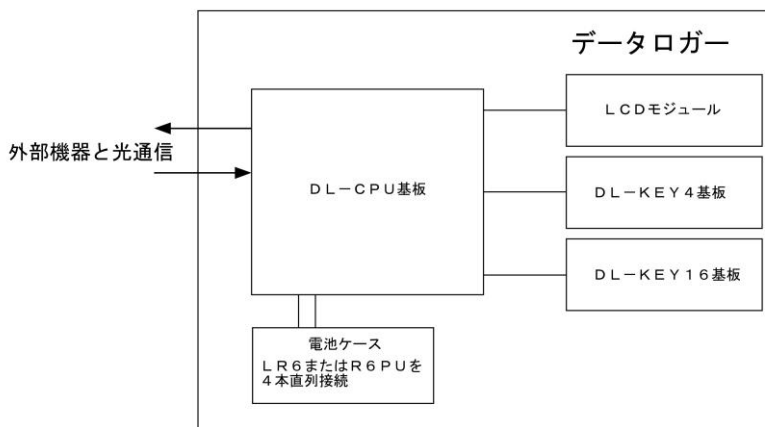 データロガー
外部機器と光通信
DL－CPU基板
LCDモジュール
DL－KEY4基板
DL－KEY16基板
電池ケース
LR6またはR6PUを
4本直列接続